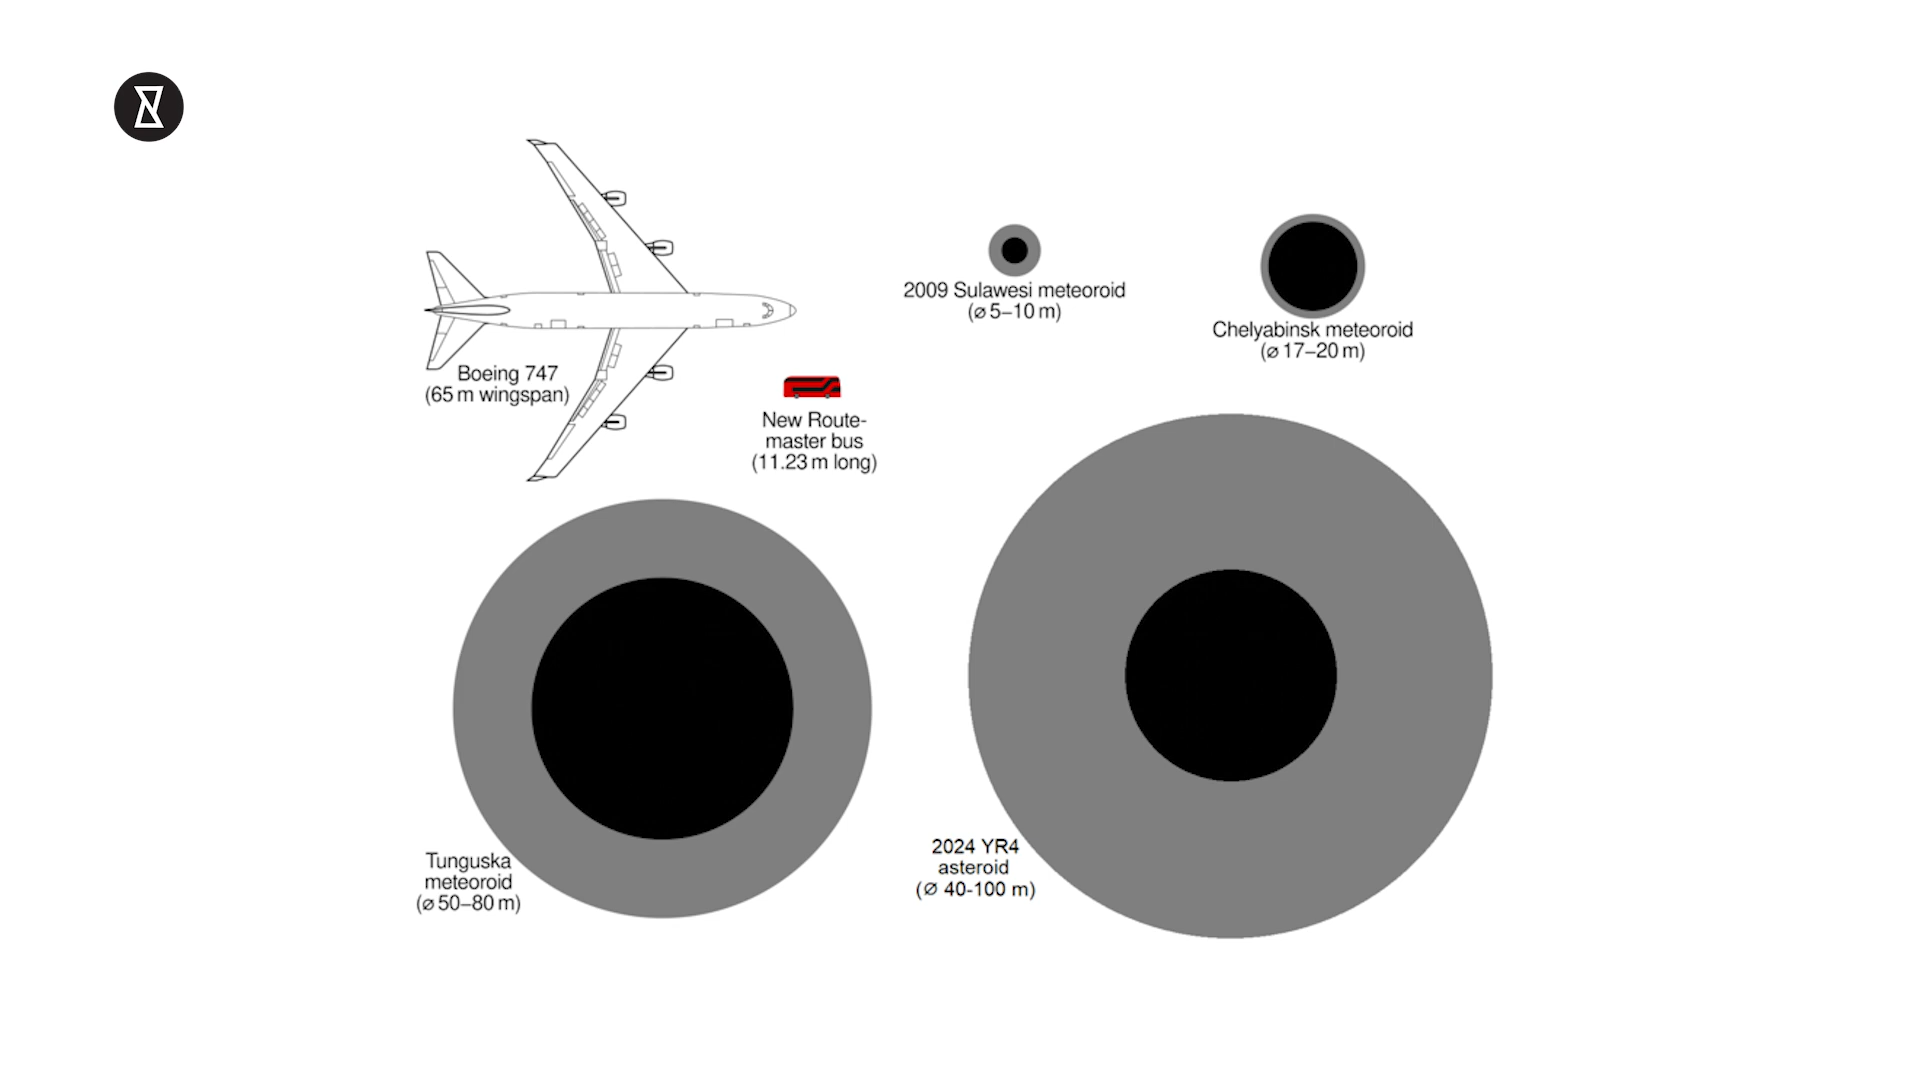 Boeing 747
(65 m wingspan)
New Route-
master bus
(11.23 m long)
2009 Sulawesi meteoroid
(⌀ 5–10 m)
Chelyabinsk meteoroid
(⌀ 17–20 m)
Tunguska
meteoroid
(⌀ 50–80 m)
2024 YR4
asteroid
(∅ 40-100 m)